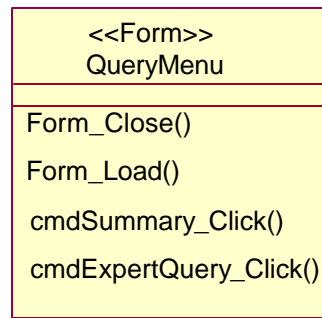 <<Form>>
QueryMenu
Form_Close()
Form_Load()
cmdSummary_Click()
cmdExpertQuery_Click()